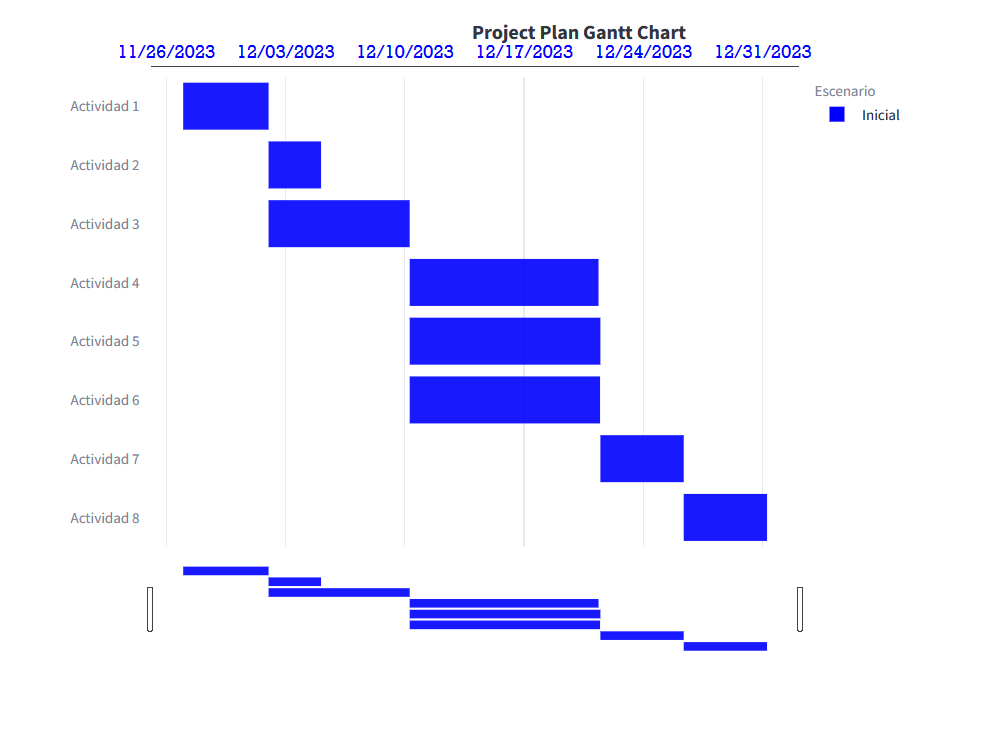 Project Plan Gantt Chart
11/26/2023 12/03/2023 12/10/2023 12/17/2023 12/24/2023 12/31/2023
Escenario
Inicial
Actividad 1
Actividad 2
Actividad 3
Actividad 4
Actividad 5
Actividad 6
Actividad 7
Actividad 8